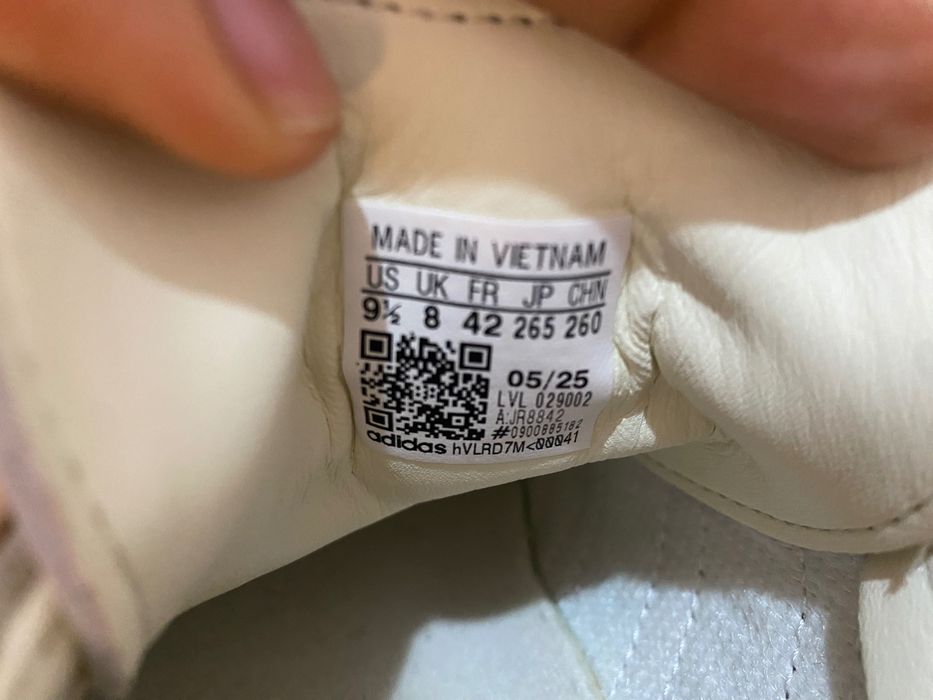 MADE IN VIETNAM
US UK FR JP CHN
9½ 8 42 265 260
05/25
LVL 029002
A:JR8842
#0900885182
adidas hVLRD7M<00041